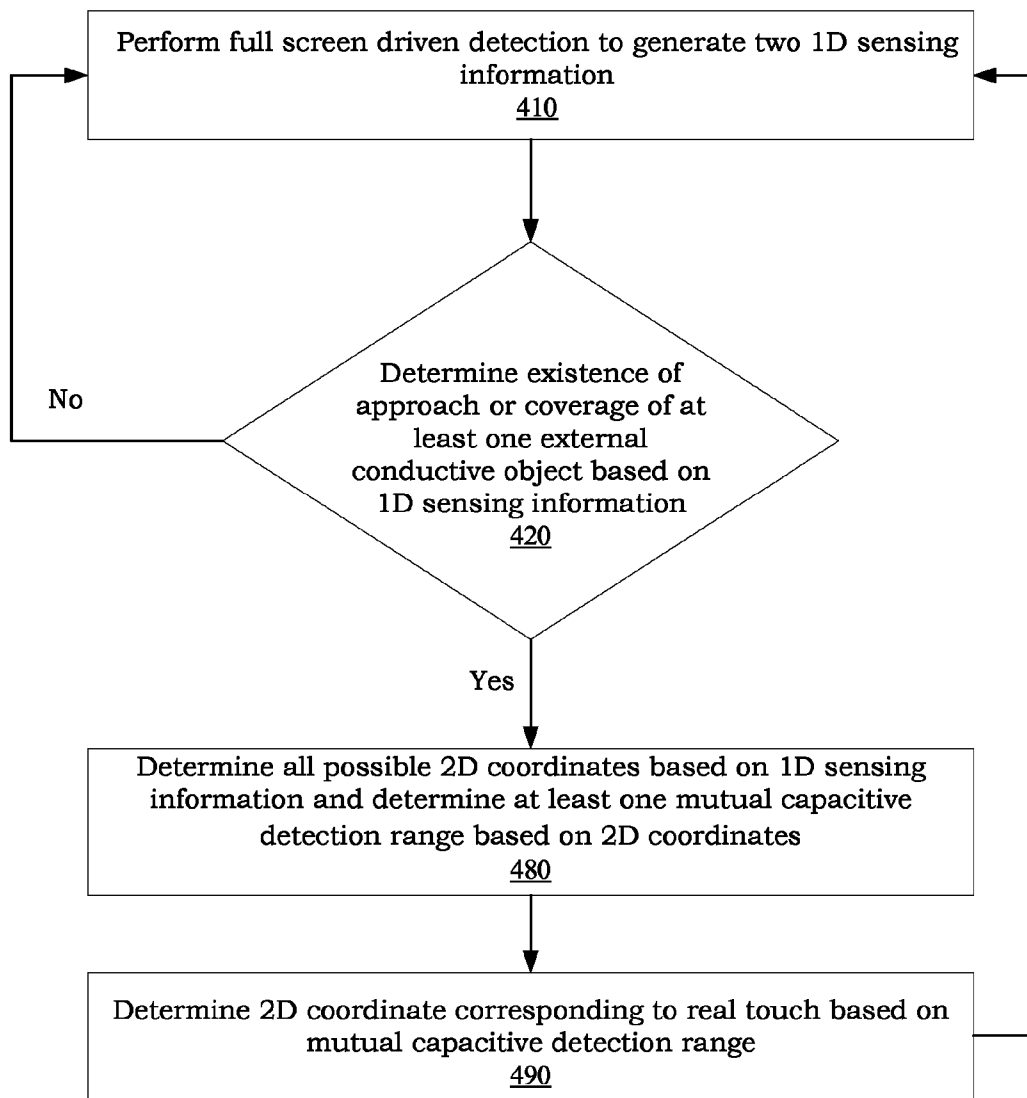 Perform full screen driven detection to generate two 1D sensing
information
410
No
Determine existence of
approach or coverage of at
least one external
conductive object based on
1D sensing information
420
Yes
Determine all possible 2D coordinates based on 1D sensing
information and determine at least one mutual capacitive
detection range based on 2D coordinates
480
Determine 2D coordinate corresponding to real touch based on
mutual capacitive detection range
490